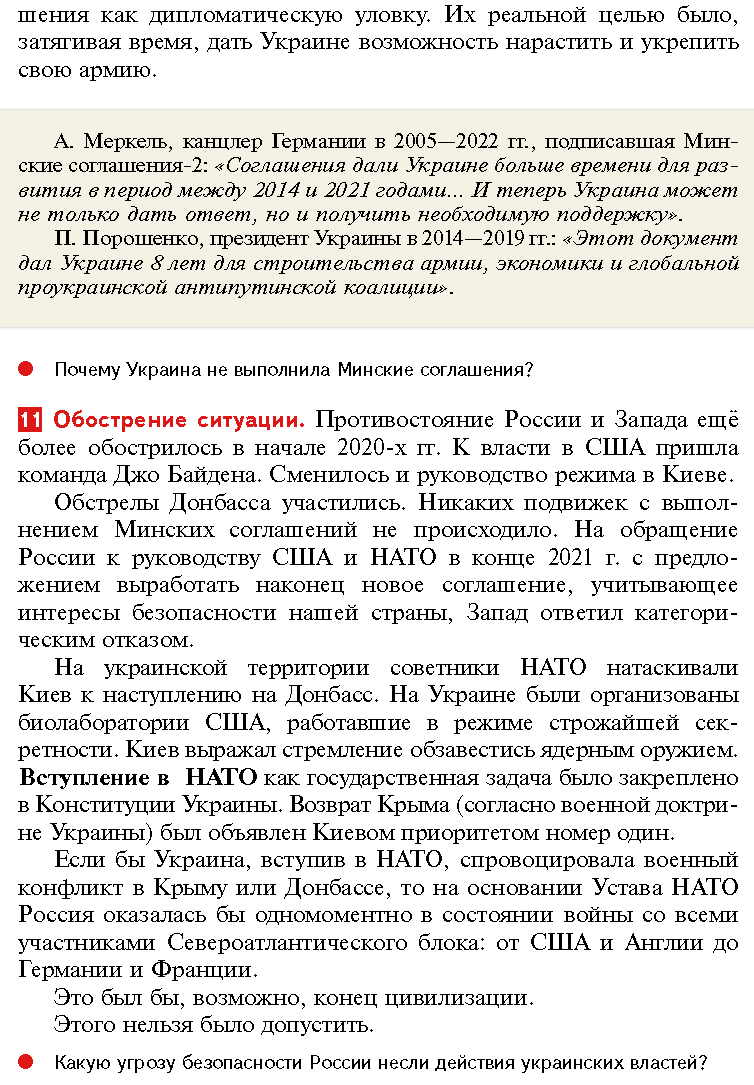 шения как дипломатическую уловку. Их реальной целью было,
затягивая время, дать Украине возможность нарастить и укрепить
свою армию.
А. Меркель, канцлер Германии в 2005—2022 гг., подписавшая Мин-
ские соглашения-2: «Соглашения дали Украине больше времени для раз-
вития в период между 2014 и 2021 годами... И теперь Украина может
не только дать ответ, но и получить необходимую поддержку».
П. Порошенко, президент Украины в 2014—2019 гг.: «Этот документ
дал Украине 8 лет для строительства армии, экономики и глобальной
проукраинской антипутинской коалиции».
● Почему Украина не выполнила Минские соглашения?
11 Обострение ситуации. Противостояние России и Запада ещё
более обострилось в начале 2020-х гг. К власти в США пришла
команда Джо Байдена. Сменилось и руководство режима в Киеве.
Обстрелы Донбасса участились. Никаких подвижек с выпол-
нением Минских соглашений не происходило. На обращение
России к руководству США и НАТО в конце 2021 г. с предло-
жением выработать наконец новое соглашение, учитывающее
интересы безопасности нашей страны, Запад ответил категори-
ческим отказом.
На украинской территории советники НАТО натаскивали
Киев к наступлению на Донбасс. На Украине были организованы
биолаборатории США, работавшие в режиме строжайшей сек-
ретности. Киев выражал стремление обзавестись ядерным оружием.
Вступление в НАТО как государственная задача было закреплено
в Конституции Украины. Возврат Крыма (согласно военной доктри-
не Украины) был объявлен Киевом приоритетом номер один.
Если бы Украина, вступив в НАТО, спровоцировала военный
конфликт в Крыму или Донбассе, то на основании Устава НАТО
Россия оказалась бы одномоментно в состоянии войны со всеми
участниками Североатлантического блока: от США и Англии до
Германии и Франции.
Это был бы, возможно, конец цивилизации.
Этого нельзя было допустить.
● Какую угрозу безопасности России несли действия украинских властей?